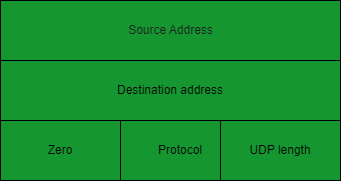 Source Address
Destination address
Zero Protocol UDP length